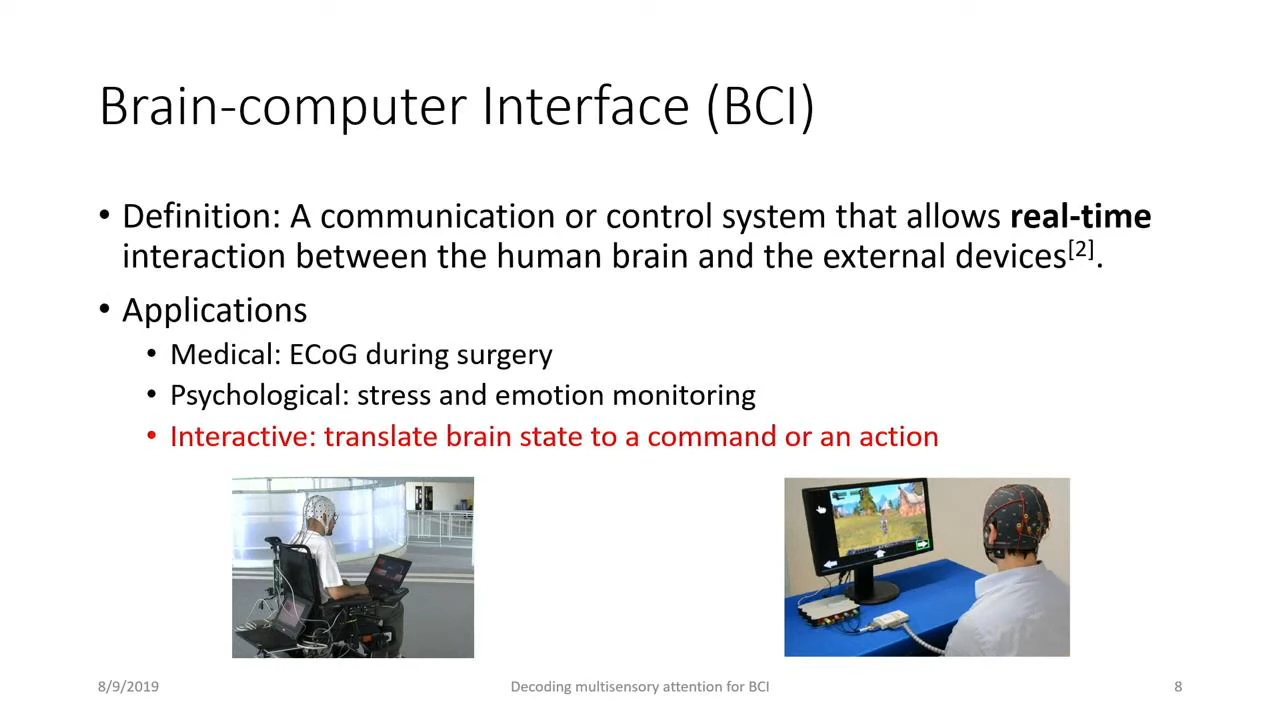 Brain-computer Interface (BCI)
• Definition: A communication or control system that allows real-time
interaction between the human brain and the external devices[2].
• Applications
• Medical: ECoG during surgery
• Psychological: stress and emotion monitoring
• Interactive: translate brain state to a command or an action
8/9/2019
Decoding multisensory attention for BCI
8